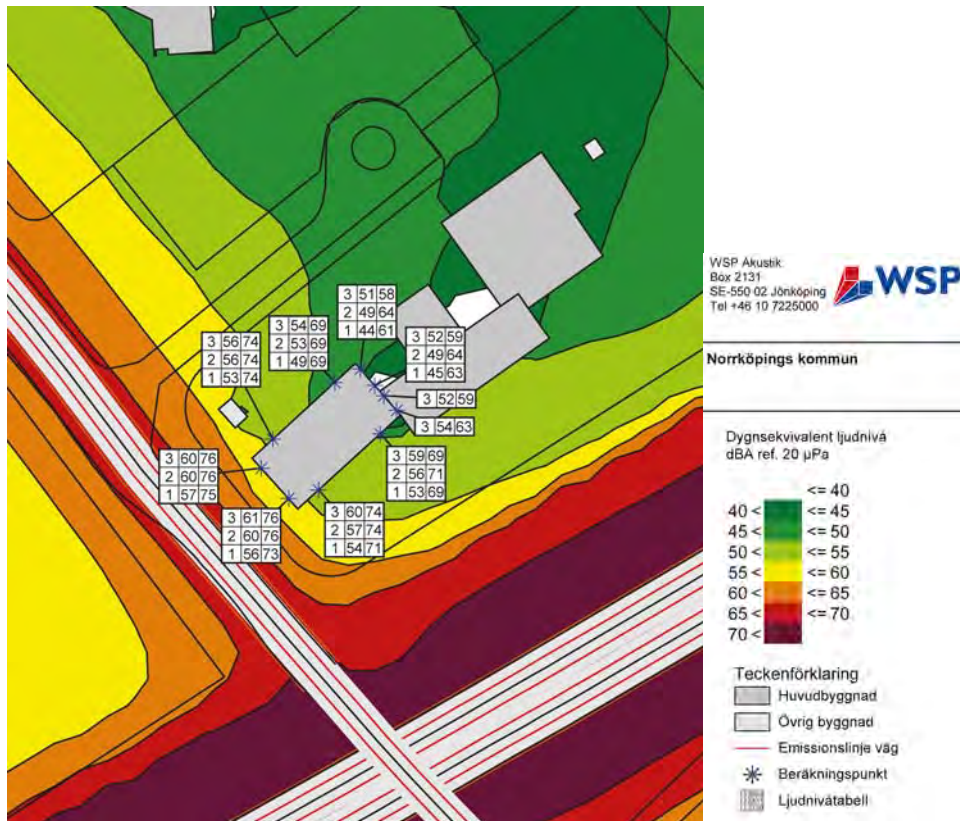 3 51 58
2 49 64
1 44 61
3 54 69
2 53 69
1 49 69
3 56 74
2 56 74
1 53 74
3 52 59
2 49 64
1 45 63
3 52 59
3 54 63
3 59 69
2 56 71
1 53 69
3 60 76
2 60 76
1 57 75
3 61 76
2 60 76
1 56 73
3 60 74
2 57 74
1 54 71
WSP Akustik
Box 2131
SE-550 02 Jönköping
Tel +46 10 7225000
WSP
Norrköpings kommun
Dygnsekvivalent ljudnivå
dBA ref. 20 µPa
<= 40
40 < <= 45
45 < <= 50
50 < <= 55
55 < <= 60
60 < <= 65
65 < <= 70
70 <
Teckenförklaring
Huvudbyggnad
Övrig byggnad
Emissionslinje väg
Beräkningspunkt
Ljudnivåtabell